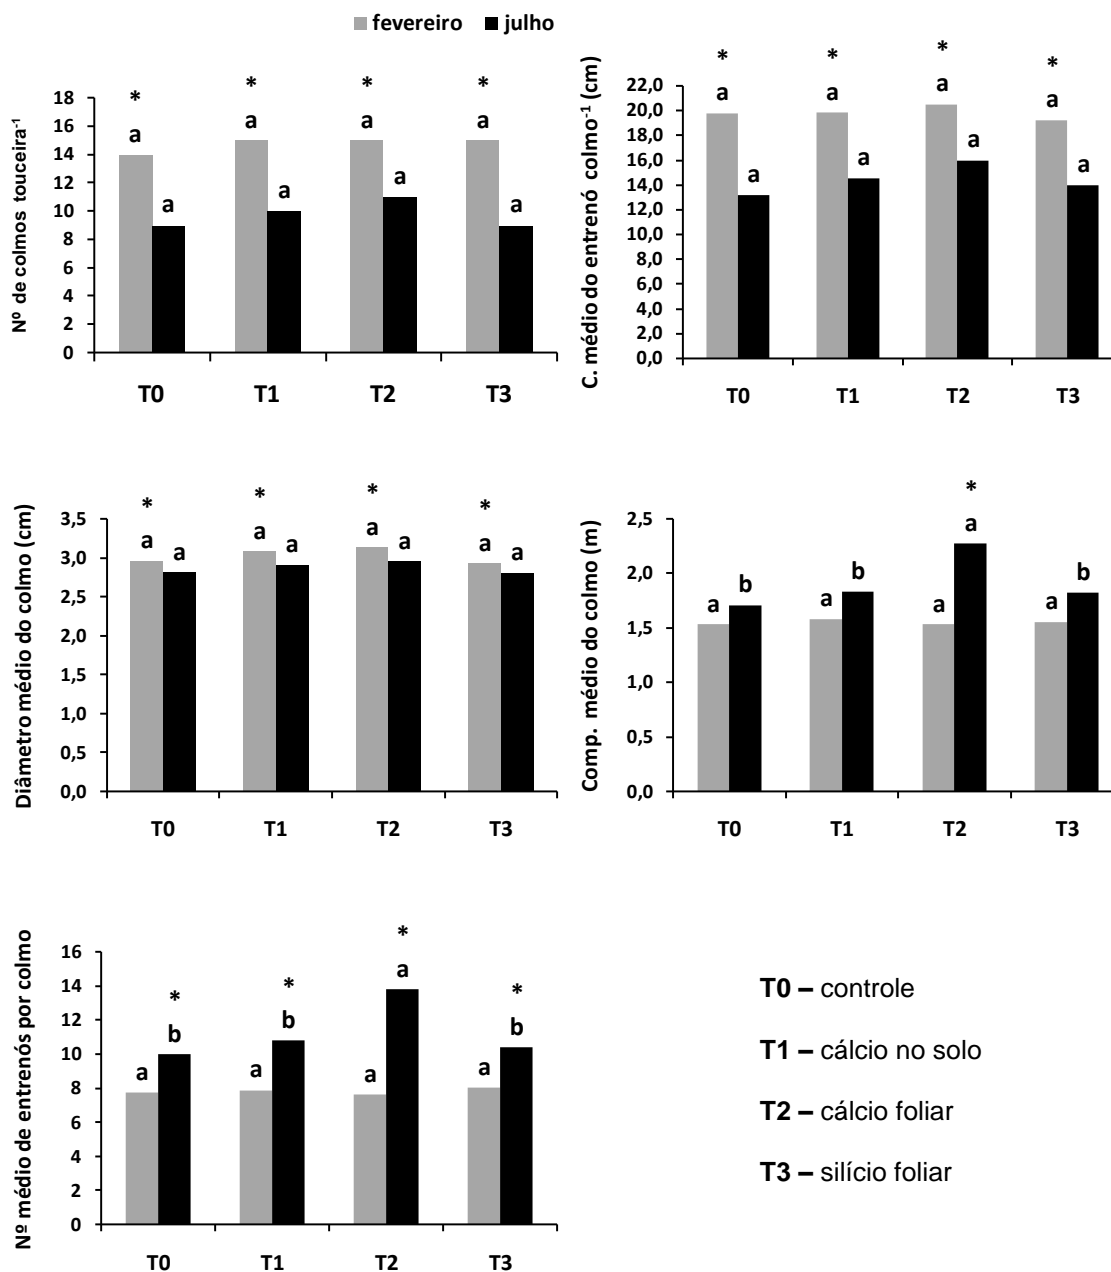 fevereiro julho
* * * *
a a a a
a a a a
18
16
14
12
10
8
6
4
2
0
Nº de colmos touceira-1
T0 T1 T2 T3
* * * *
a a a a
a a a a
22,0
20,0
18,0
16,0
14,0
12,0
10,0
8,0
6,0
4,0
2,0
0,0
C. médio do entrenó colmo-1 (cm)
T0 T1 T2 T3
* * * *
a a a a a a a a
3,5
3,0
2,5
2,0
1,5
1,0
0,5
0,0
Diâmetro médio do colmo (cm)
T0 T1 T2 T3
*
a b a b a a a b
2,5
2,0
1,5
1,0
0,5
0,0
Comp. médio do colmo (m)
T0 T1 T2 T3
* * * *
a b a b a a a b
16
14
12
10
8
6
4
2
0
Nº médio de entrenós por colmo
T0 T1 T2 T3
T0 – controle
T1 – cálcio no solo
T2 – cálcio foliar
T3 – silício foliar